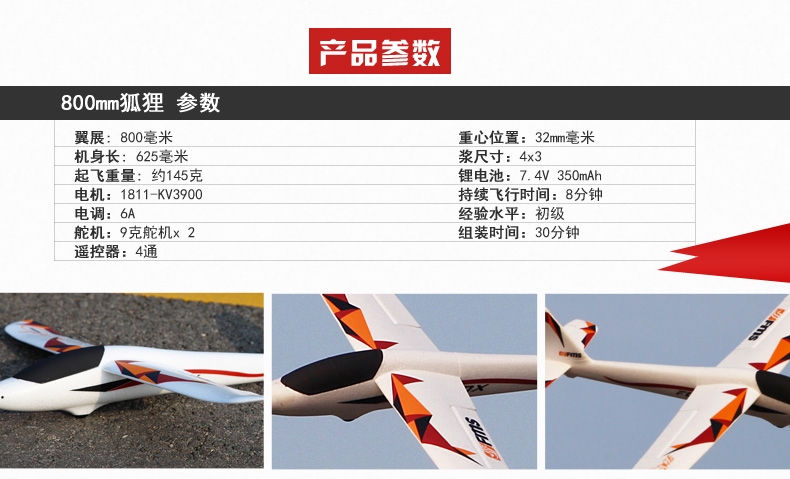 产品参数
800mm狐狸 参数
翼展: 800毫米
重心位置: 32mm毫米
机身长: 625毫米
浆尺寸: 4x3
起飞重量: 约145克
锂电池: 7.4V 350mAh
电机: 1811-KV3900
持续飞行时间: 8分钟
电调: 6A
经验水平: 初级
舵机: 9克舵机x 2
组装时间: 30分钟
遥控器: 4通
FMS
FMS
FMS